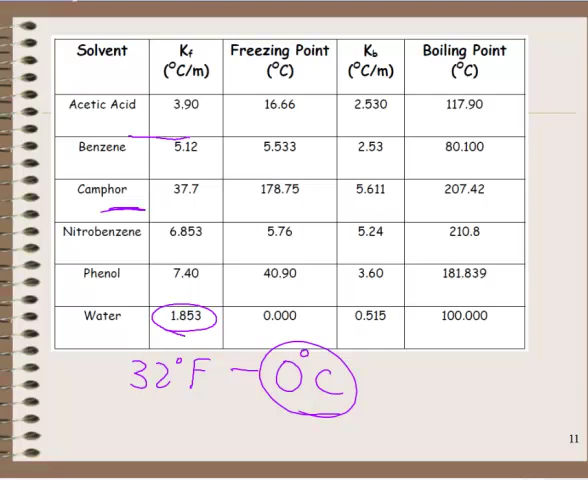 Solvent Kf (°C/m) Freezing Point (°C) Kb (°C/m) Boiling Point (°C)
Acetic Acid 3.90 16.66 2.530 117.90
Benzene 5.12 5.533 2.53 80.100
Camphor 37.7 178.75 5.611 207.42
Nitrobenzene 6.853 5.76 5.24 210.8
Phenol 7.40 40.90 3.60 181.839
Water 1.853 0.000 0.515 100.000
32°F — 0°C
11